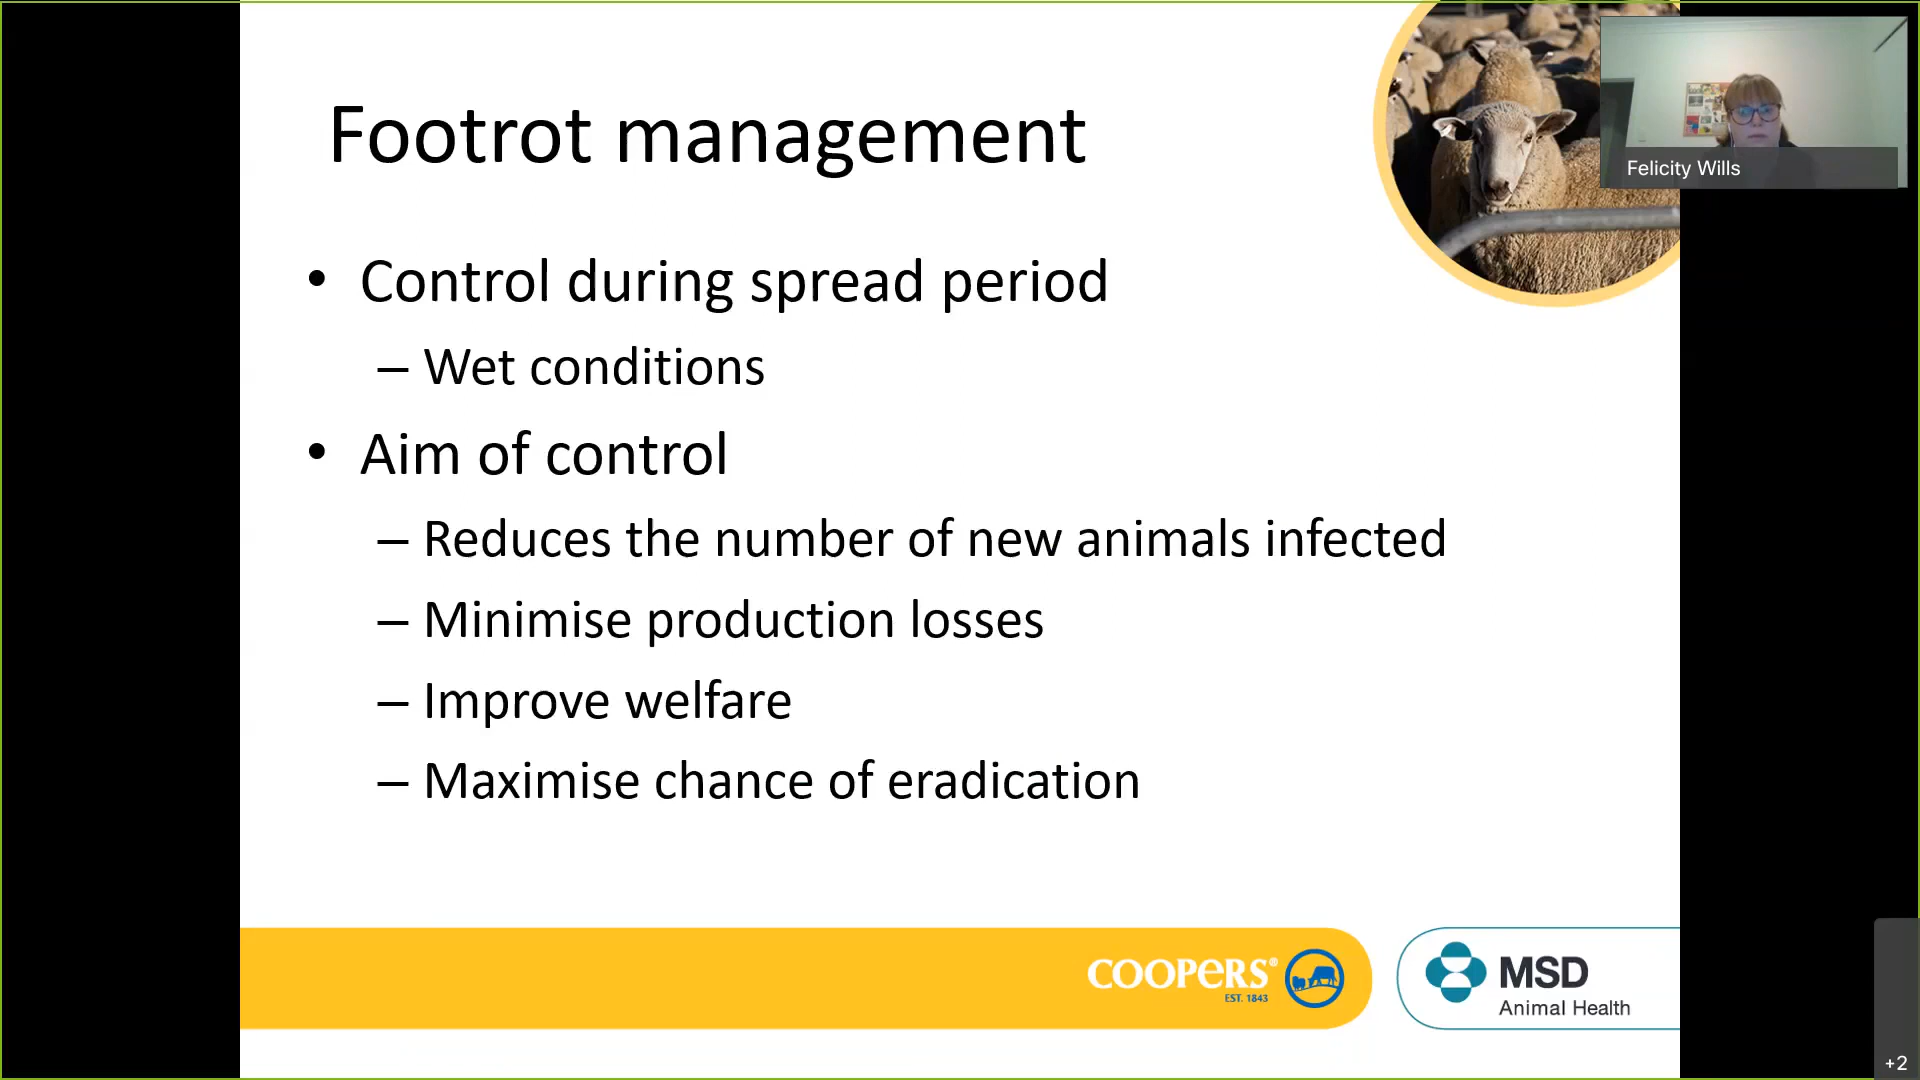 Footrot management
Felicity Wills
• Control during spread period
– Wet conditions
• Aim of control
– Reduces the number of new animals infected
– Minimise production losses
– Improve welfare
– Maximise chance of eradication
COOPERS®
EST. 1843
MSD
Animal Health
+2